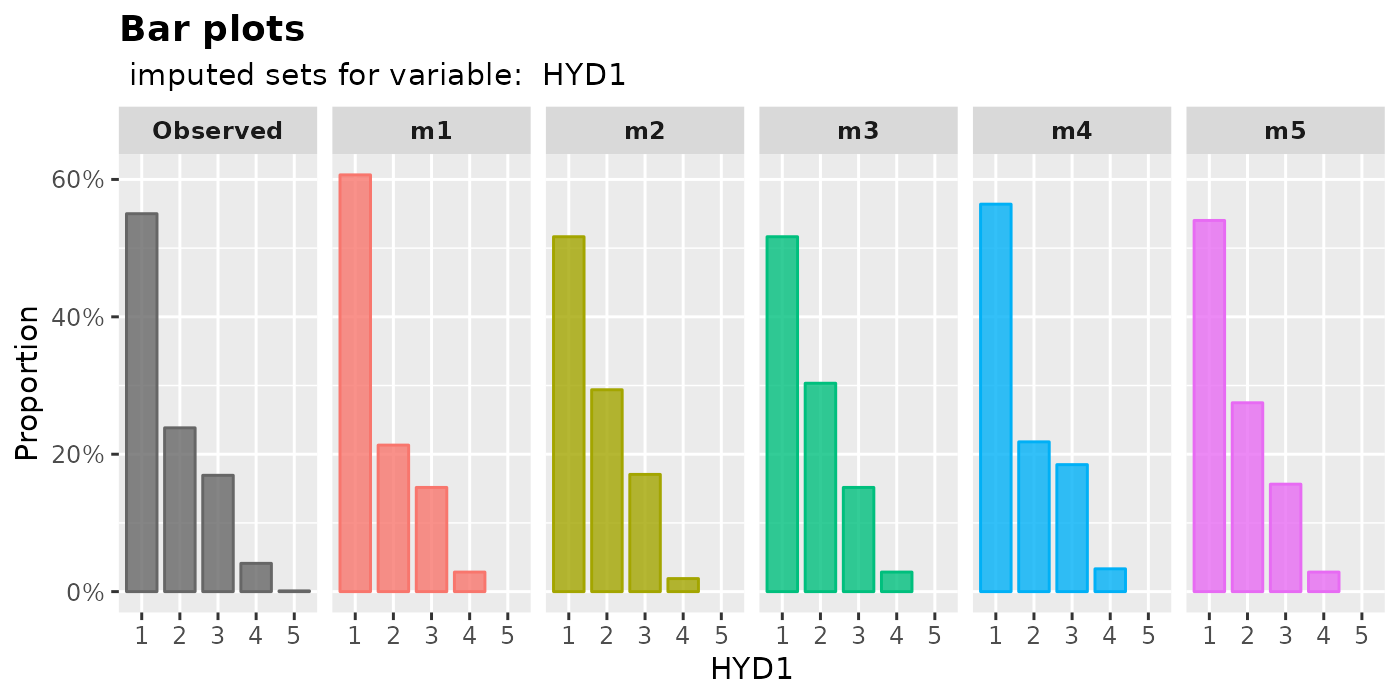 Bar plots
imputed sets for variable:  HYD1
Observed m1 m2 m3 m4 m5
60%
40%
20%
0%
Proportion
1 2 3 4 5 1 2 3 4 5 1 2 3 4 5 1 2 3 4 5 1 2 3 4 5 1 2 3 4 5
HYD1